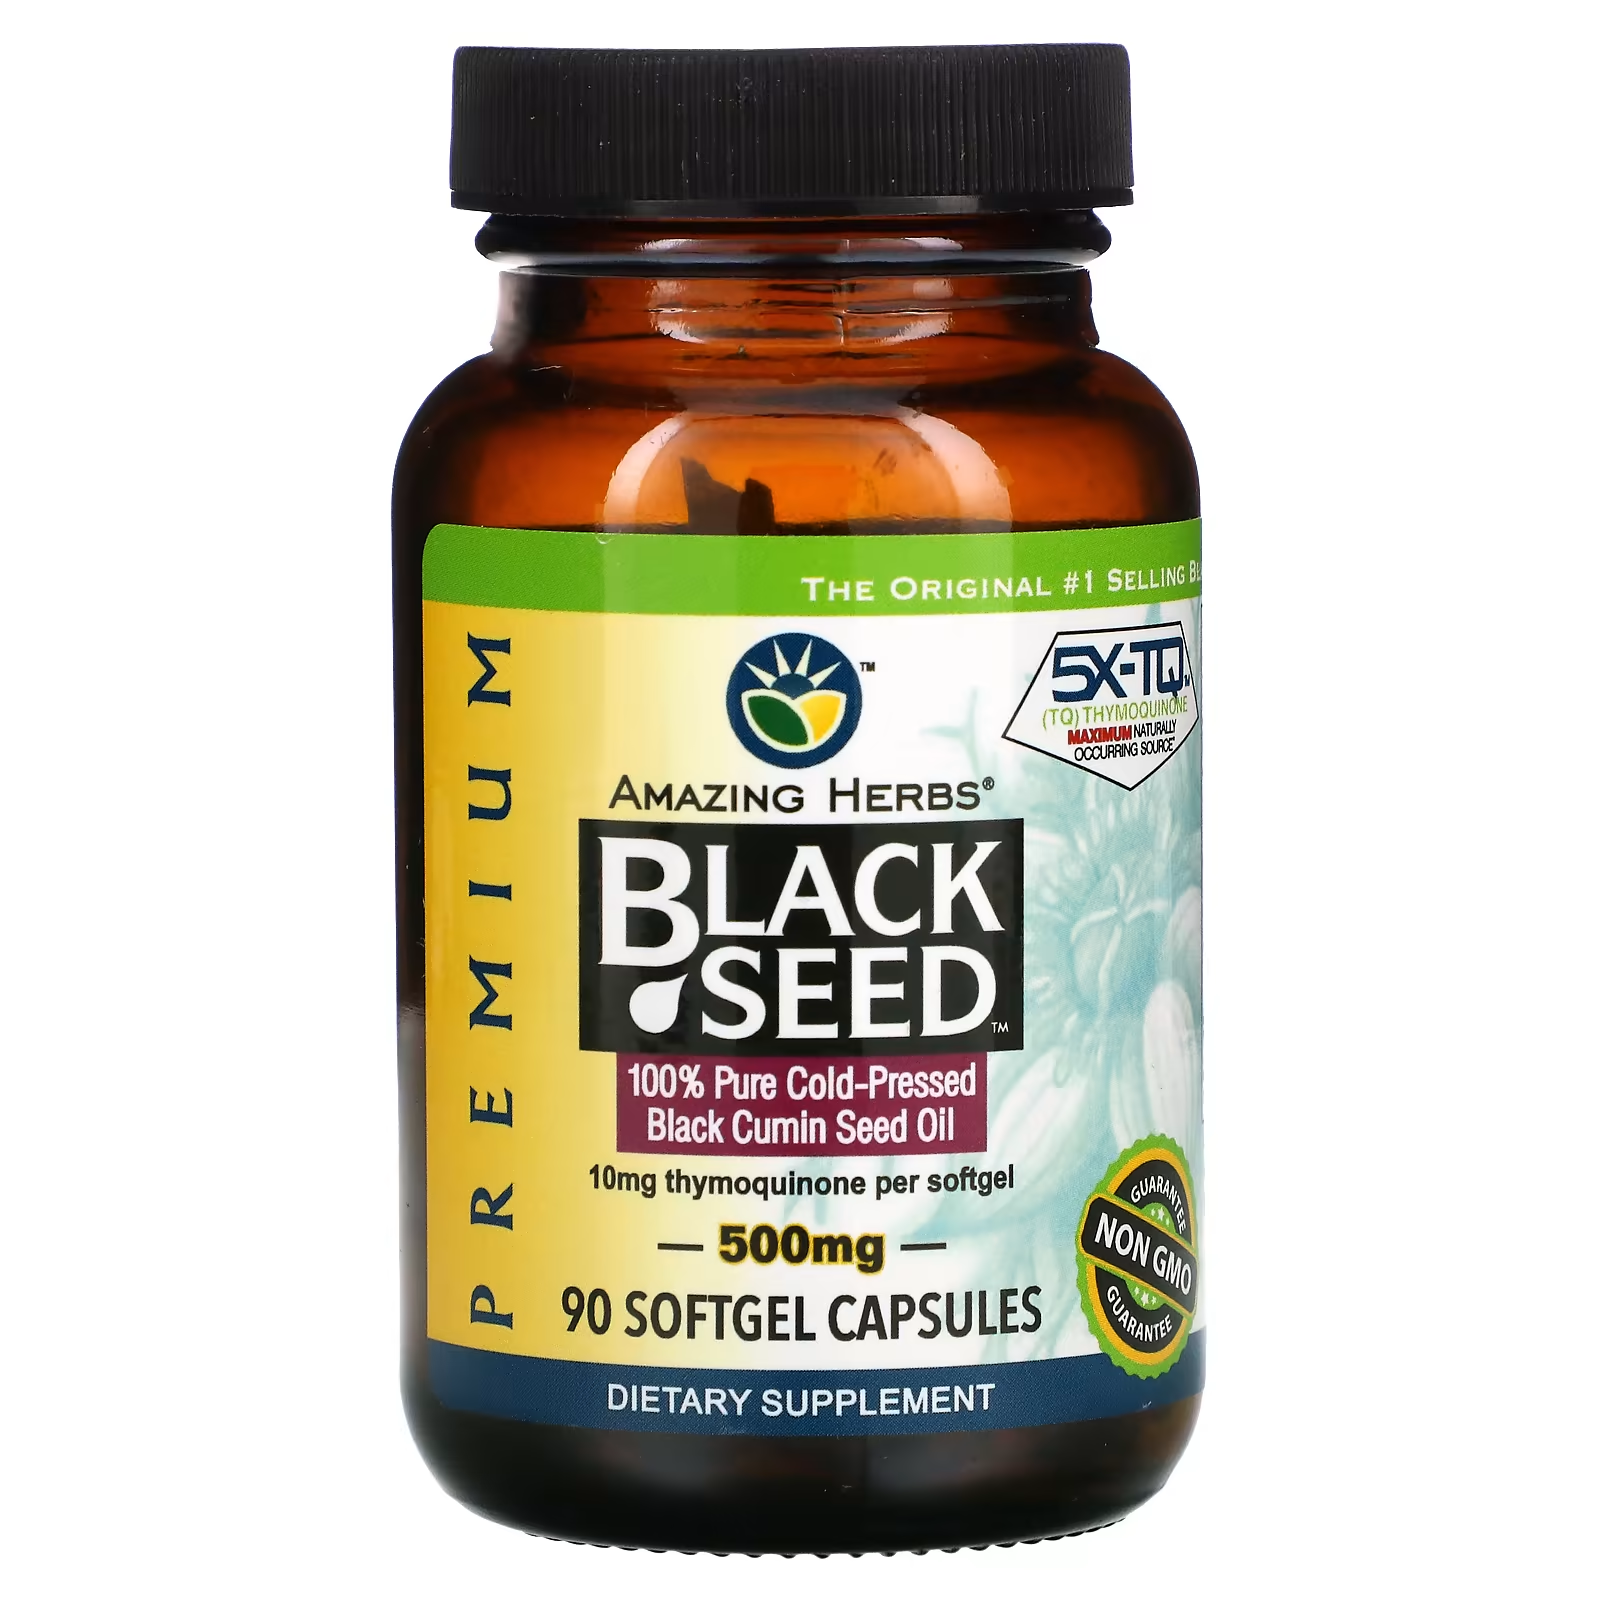 THE ORIGINAL #1 SELLING
PREMIUM
™
AMAZING HERBS®
5X-TQ™
(TQ) THYMOQUINONE
MAXIMUM NATURALLY
OCCURRING SOURCE
BLACK
SEED™
100% Pure Cold-Pressed
Black Cumin Seed Oil
10mg thymoquinone per softgel
— 500mg —
90 SOFTGEL CAPSULES
GUARANTEE
NON GMO
GUARANTEE
DIETARY SUPPLEMENT